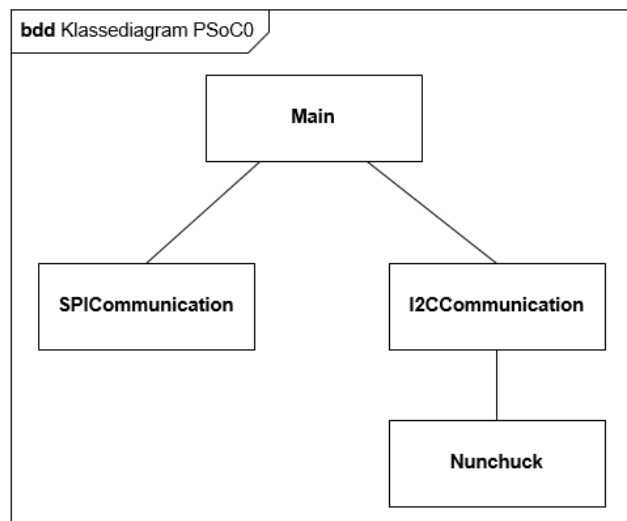 bdd Klassediagram PSoC0
Main
SPICommunication
I2CCommunication
Nunchuck